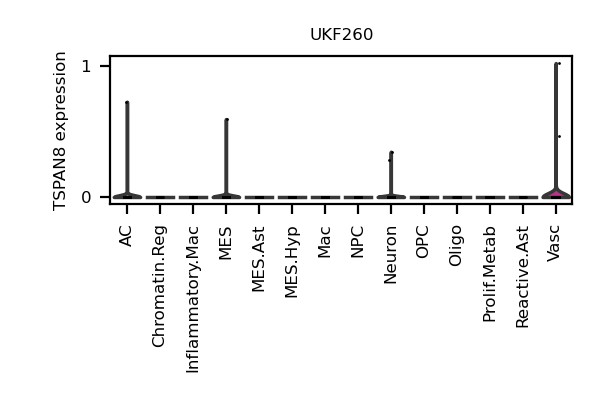 UKF260
TSPAN8 expression
1
0
AC
Chromatin.Reg
Inflammatory.Mac
MES
MES.Ast
MES.Hyp
Mac
NPC
Neuron
OPC
Oligo
Prolif.Metab
Reactive.Ast
Vasc